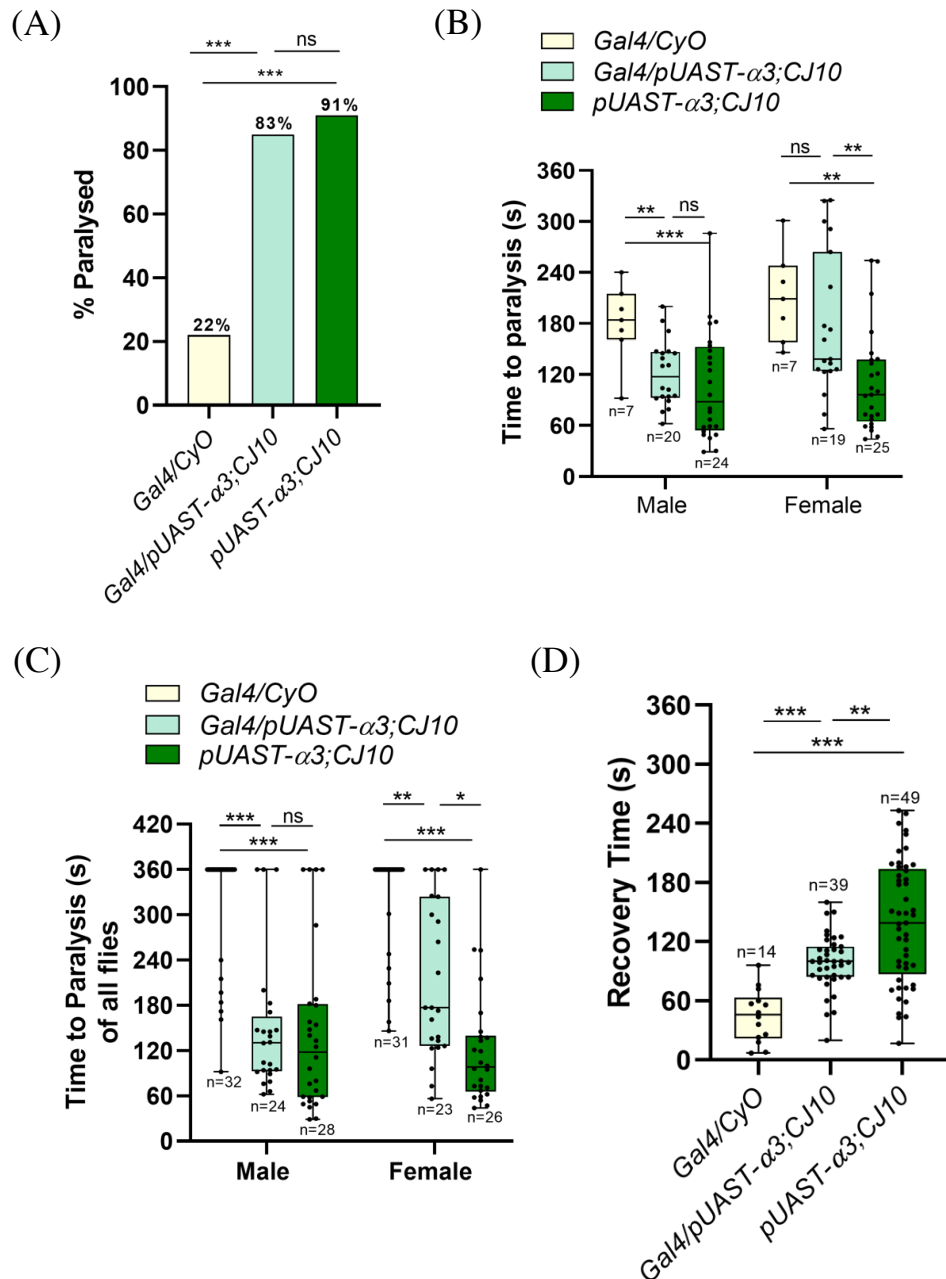 (A)
*** ns
***
% Paralysed
100
80
60
40
20
0
22%
83%
91%
Gal4/CyO
Gal4/pUAST-α3;CJ10
pUAST-α3;CJ10
(B)
Gal4/CyO
Gal4/pUAST-α3;CJ10
pUAST-α3;CJ10
Time to paralysis (s)
360
300
240
180
120
60
0
** ns
***
ns **
**
n=7
n=20
n=24
n=7
n=19
n=25
Male Female
(C)
Gal4/CyO
Gal4/pUAST-α3;CJ10
pUAST-α3;CJ10
Time to Paralysis (s)
of all flies
420
360
300
240
180
120
60
0
*** ns
***
** *
***
n=32
n=24
n=28
n=31
n=23
n=26
Male Female
(D)
Recovery Time (s)
360
300
240
180
120
60
0
*** **
***
n=14
n=39
n=49
Gal4/CyO
Gal4/pUAST-α3;CJ10
pUAST-α3;CJ10